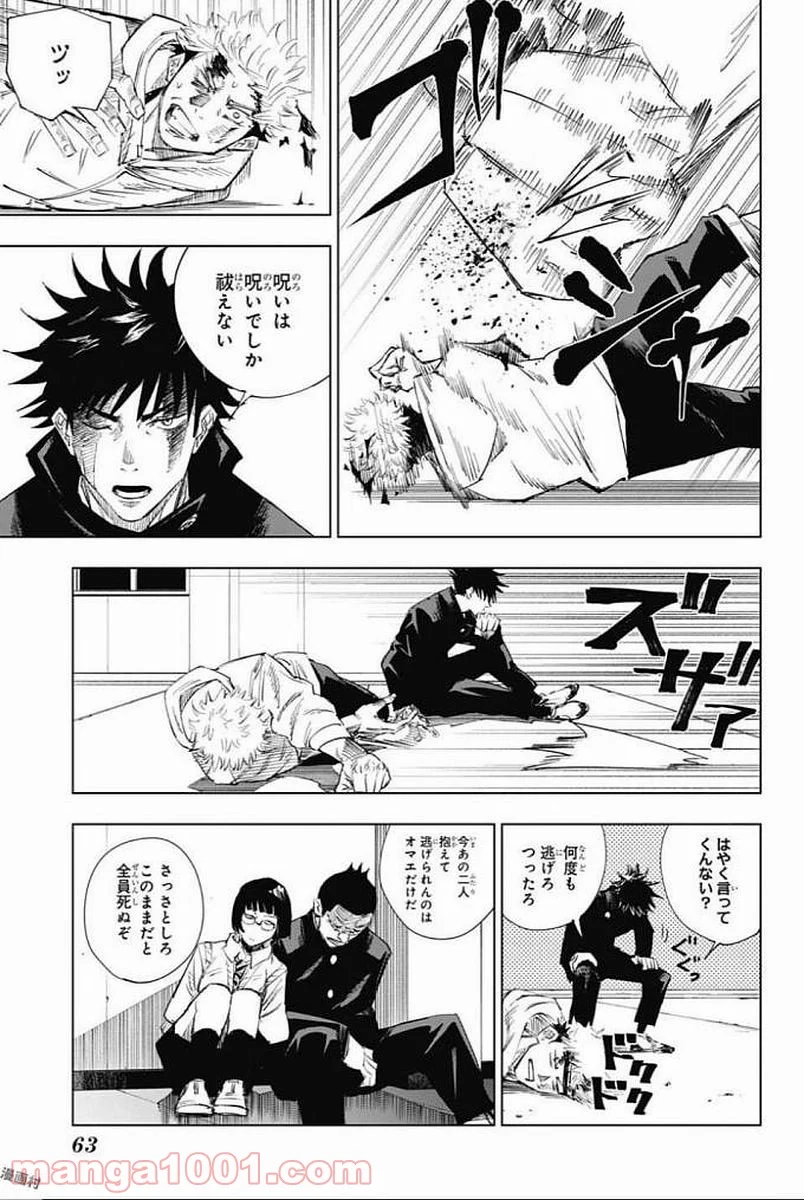 ゴッ
ゴ
ツッ
呪いは
呪いでしか
祓えない
ズザァ
はやく言って
くんない?
何度も
逃げろ
つったろ
ぐぐっ
ドクドク
今あの二人
抱えて
逃げられんのは
オマエだけだ
さっさとしろ
このままだと
全員死ぬぞ
63
manga1001.com
漫画村